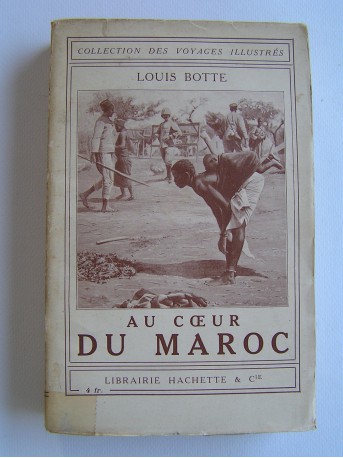 COLLECTION DES VOYAGES ILLUSTRÉS
LOUIS BOTTE
AU CŒUR
DU MAROC
LIBRAIRIE HACHETTE & Cie
4 fr.